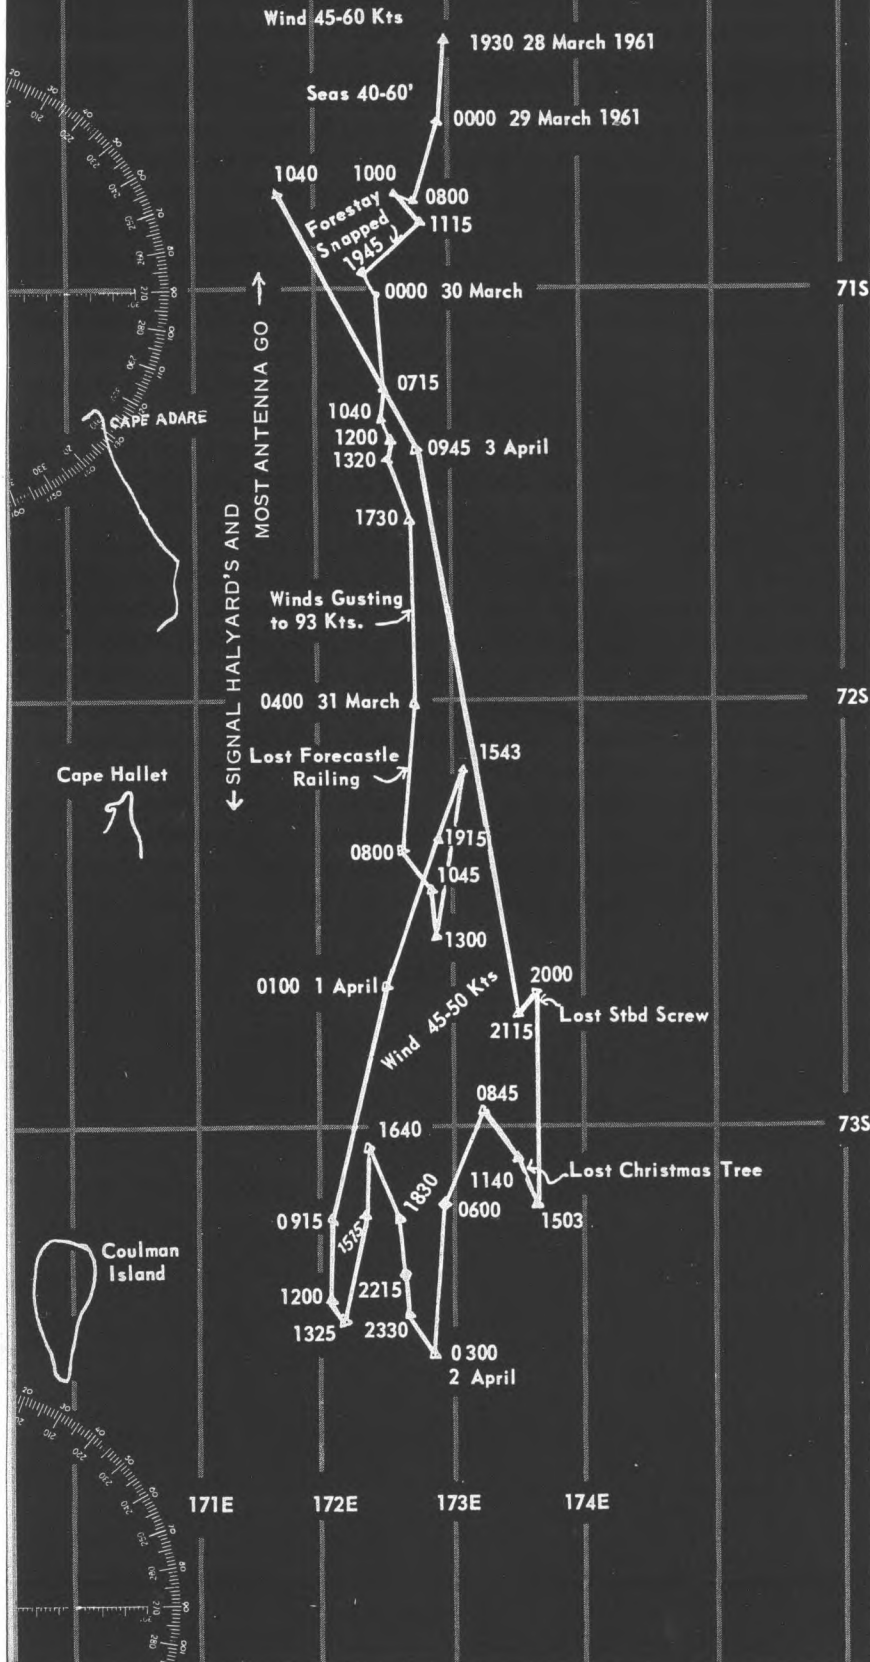 Wind 45-60 Kts
1930 28 March 1961
Seas 40-60'
0000 29 March 1961
1040
1000
0800
Forestay
Snapped
1945
1115
0000 30 March
71S
MOST ANTENNA GO →
0715
1040
CAPE ADARE
1200
0945 3 April
1320
1730
← SIGNAL HALYARD'S AND
Winds Gusting
to 93 Kts.
0400 31 March
72S
Lost Forecastle
Railing
1543
Cape Hallet
1915
0800
1045
1300
0100 1 April
Wind 45-50 Kts
2000
Lost Stbd Screw
2115
0845
73S
1640
Lost Christmas Tree
1140
0915
1515
1830
0600
1503
Coulman
Island
1200
2215
1325
2330
0300
2 April
171E
172E
173E
174E